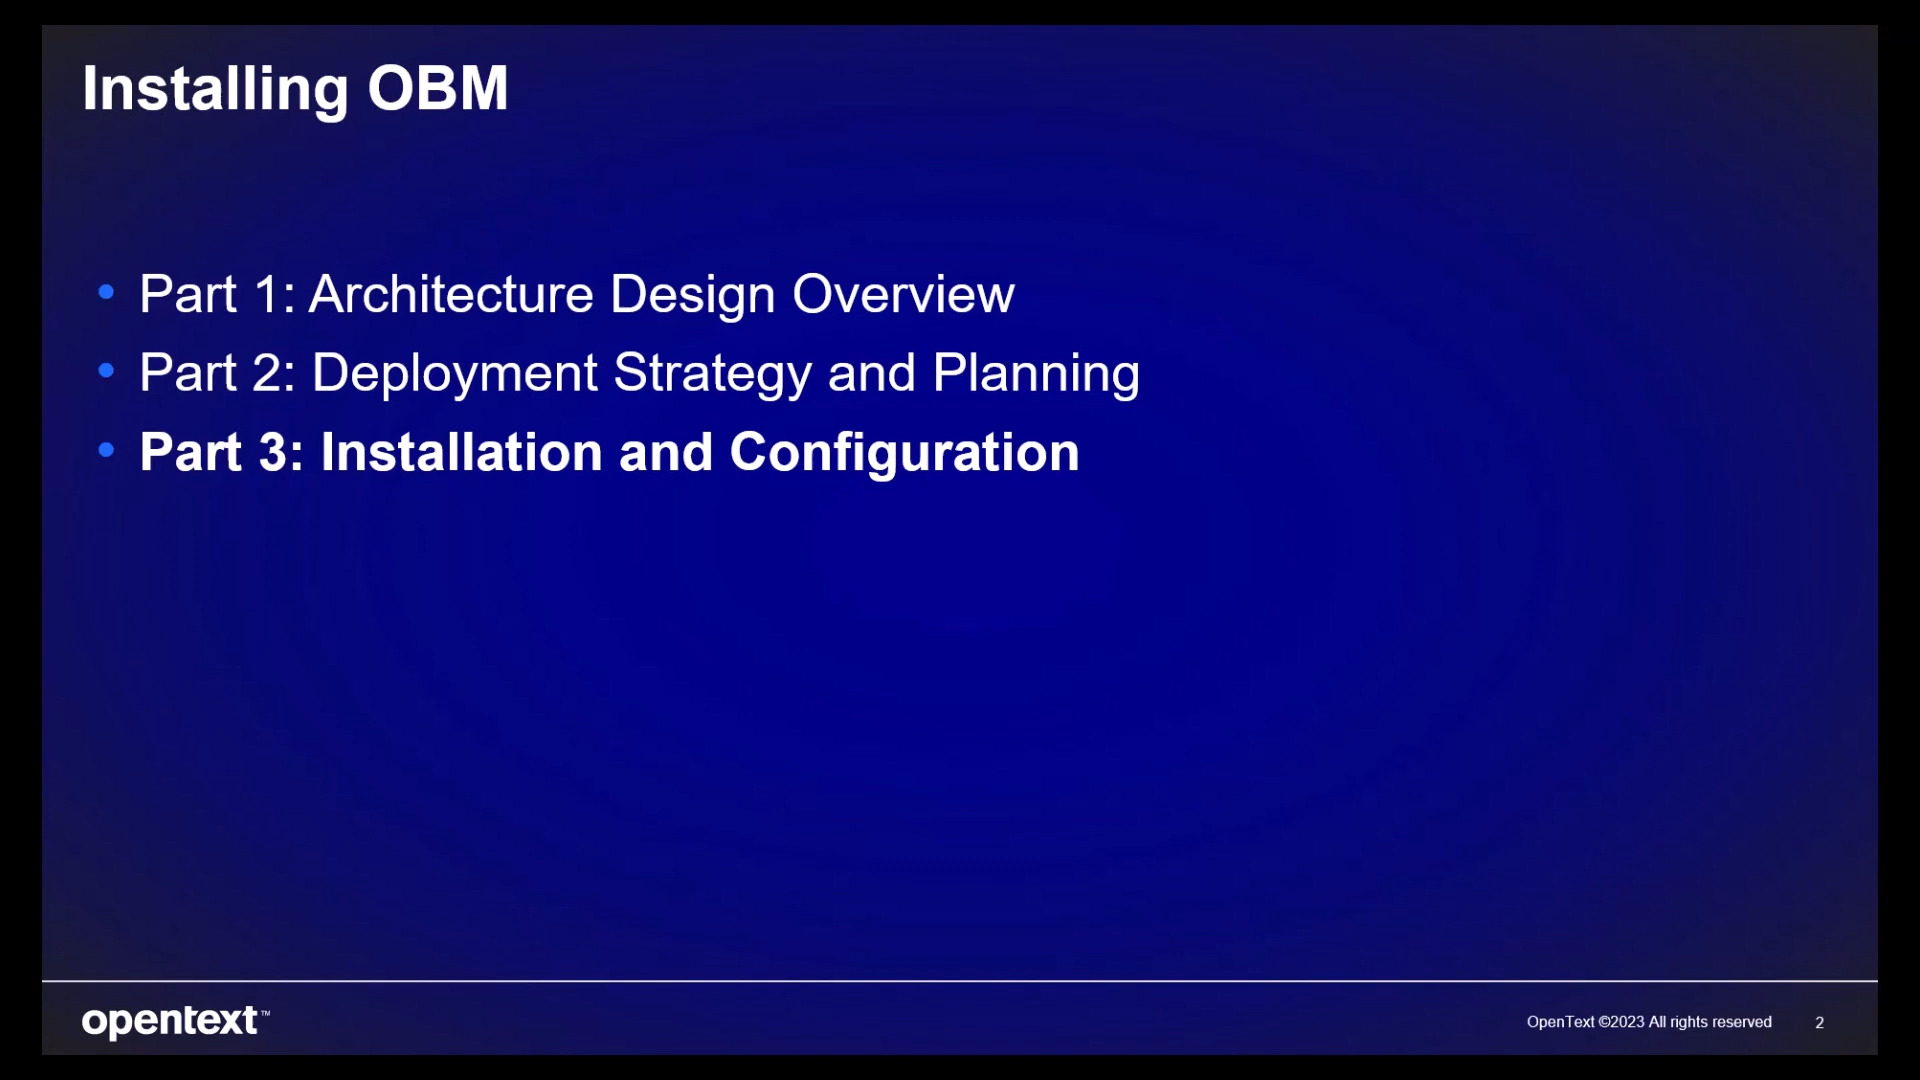 Installing OBM
• Part 1: Architecture Design Overview
• Part 2: Deployment Strategy and Planning
• Part 3: Installation and Configuration
opentext™
OpenText ©2023 All rights reserved 2